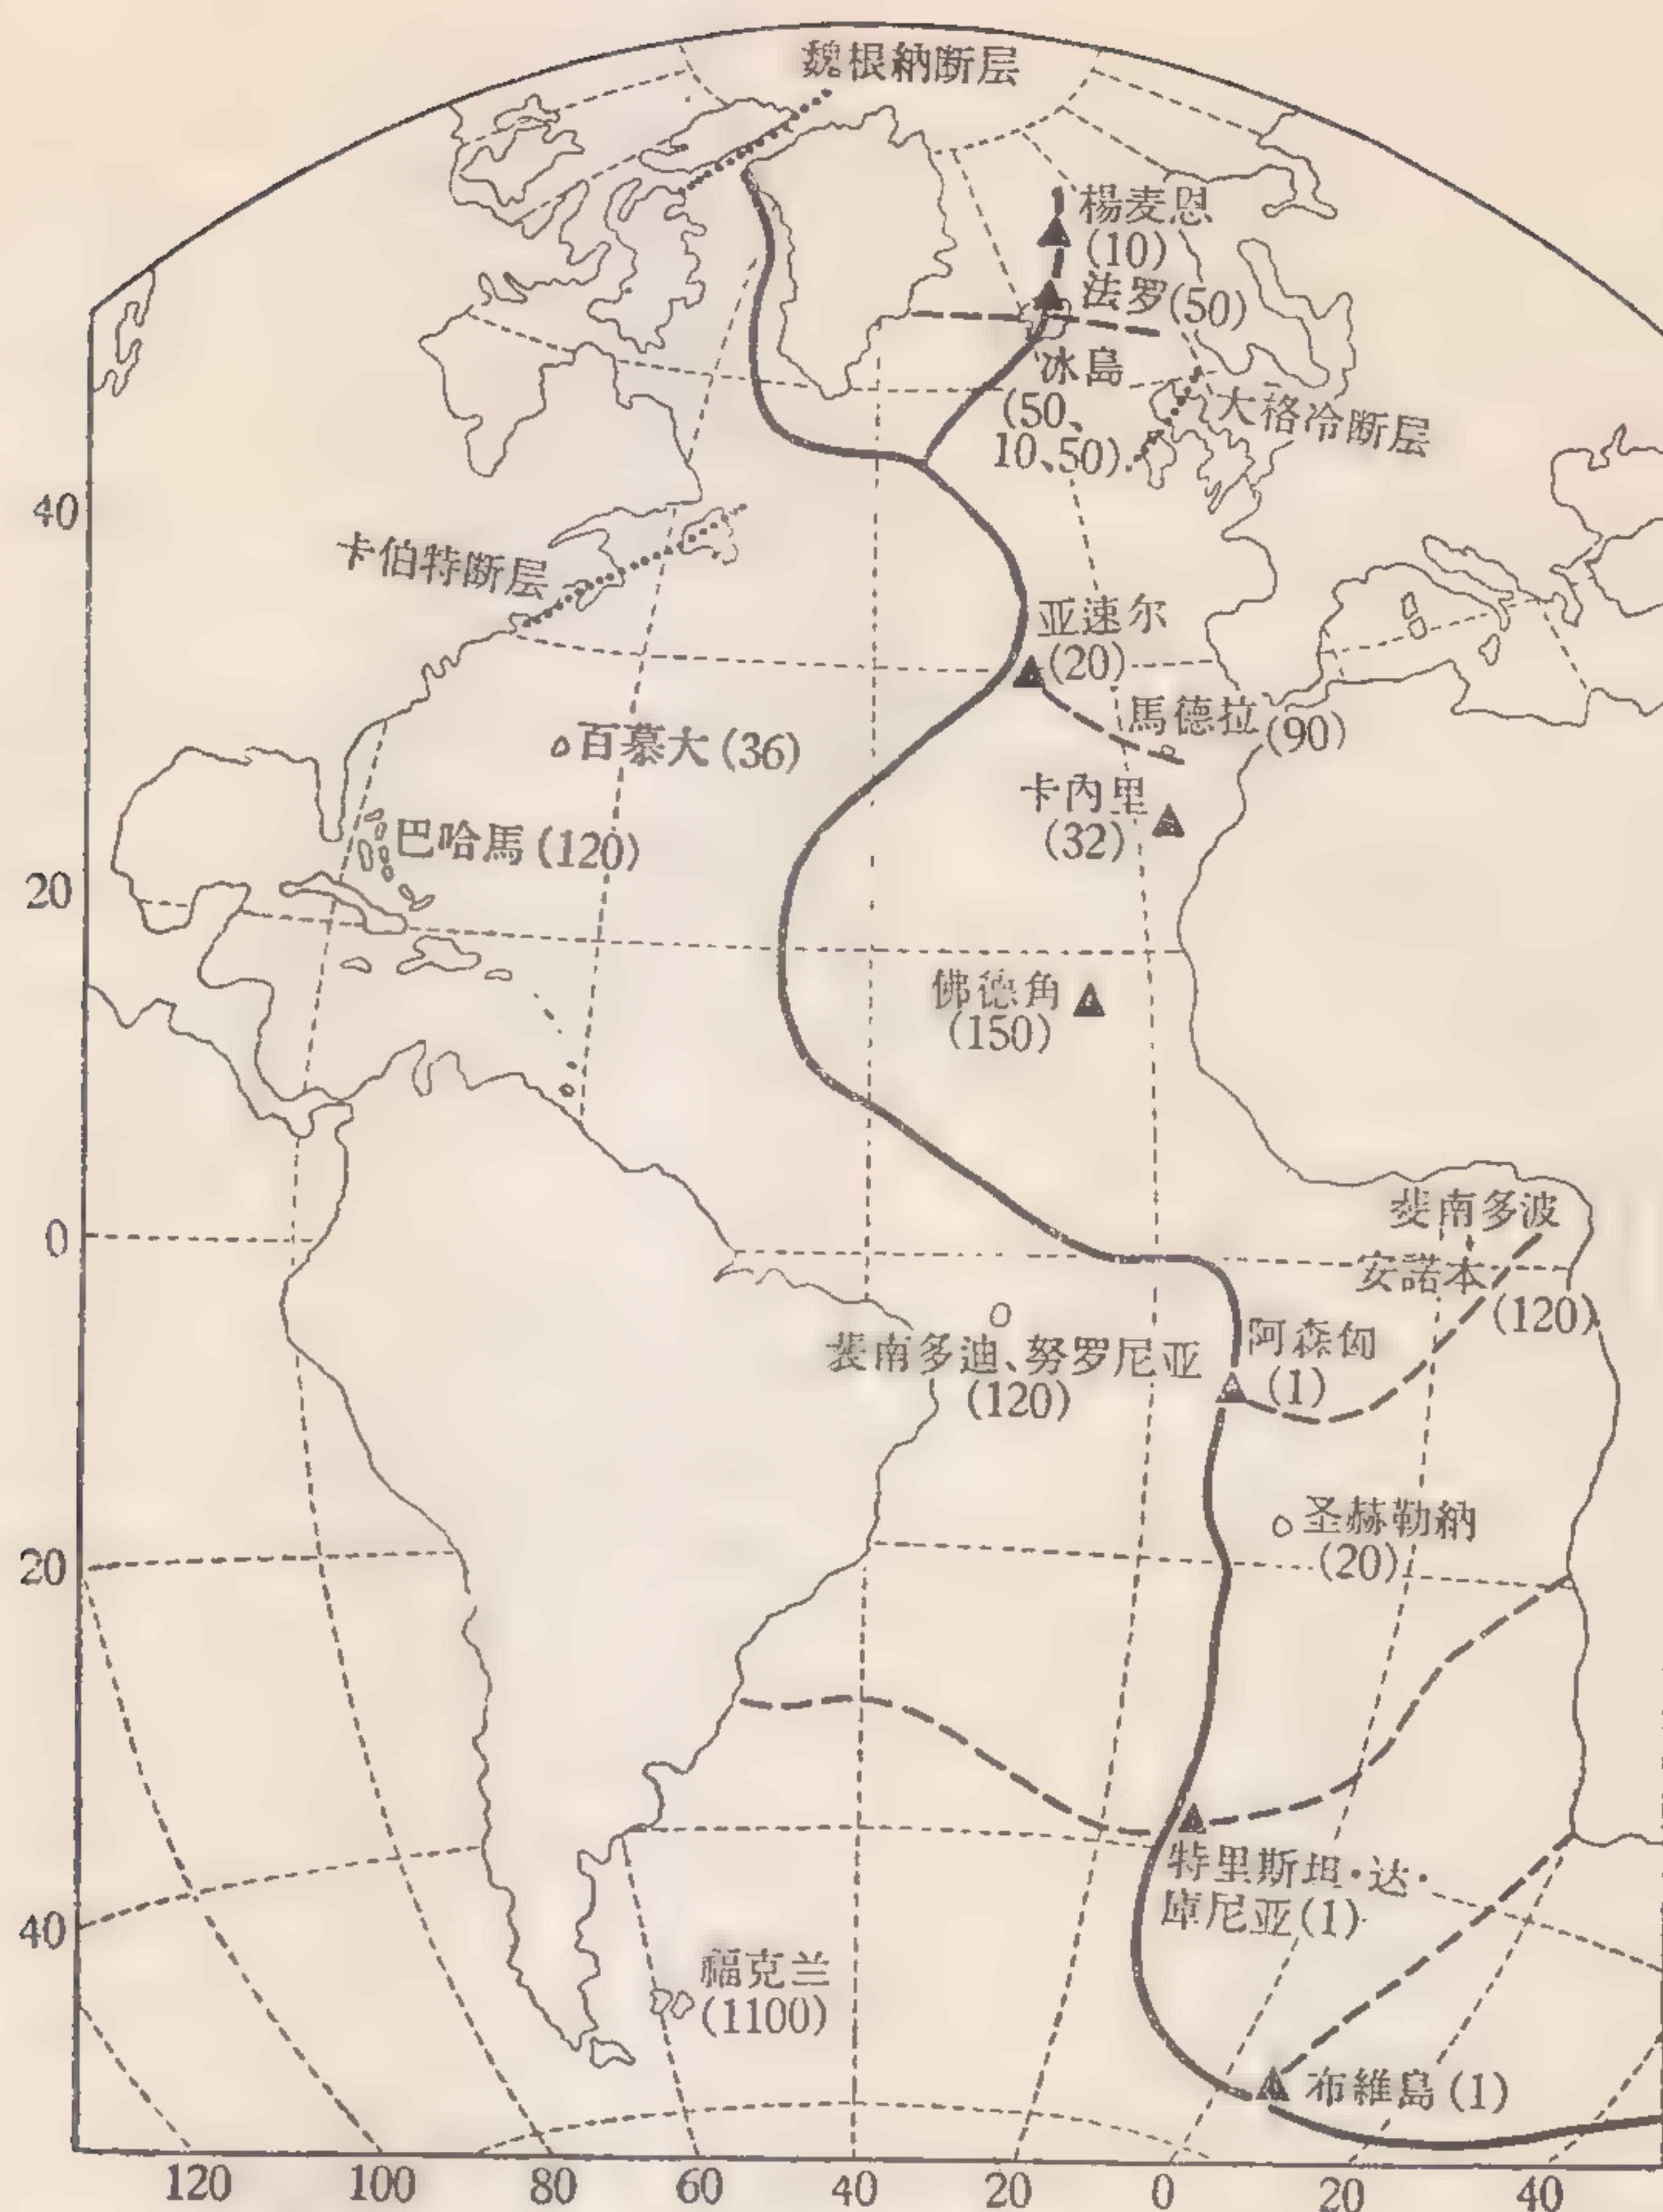 魏根納断层
楊麦恩
(10)
法罗(50)
冰島
(50、
10、50)
大格冷断层
40
卡伯特断层
亚速尔
(20)
馬德拉(90)
百慕大(36)
卡內里
(32)
巴哈馬(120)
20
佛德角
(150)
斐南多波
0
安諾本
(120)
阿森匈
(1)
裴南多迪、努罗尼亚
(120)
圣赫勒納
(20)
20
特里斯坦·达·
庫尼亚(1)
40
福克兰
(1100)
布維島(1)
120 100 80 60 40 20 0 20 40